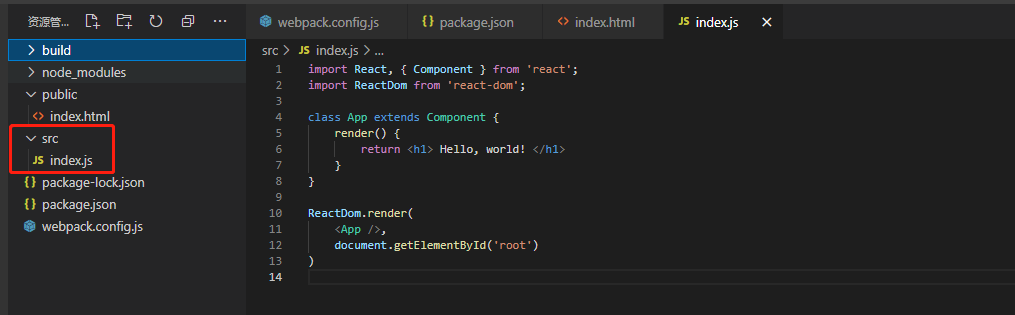 资源管...
webpack.config.js
package.json
index.html
index.js
build
node_modules
public
index.html
src
JS index.js
package-lock.json
package.json
webpack.config.js
src > JS index.js > ...
1 import React, { Component } from 'react';
2 import ReactDom from 'react-dom';
3
4 class App extends Component {
5 render() {
6 return <h1> Hello, world! </h1>
7 }
8 }
9
10 ReactDom.render(
11 <App />,
12 document.getElementById('root')
13 )
14